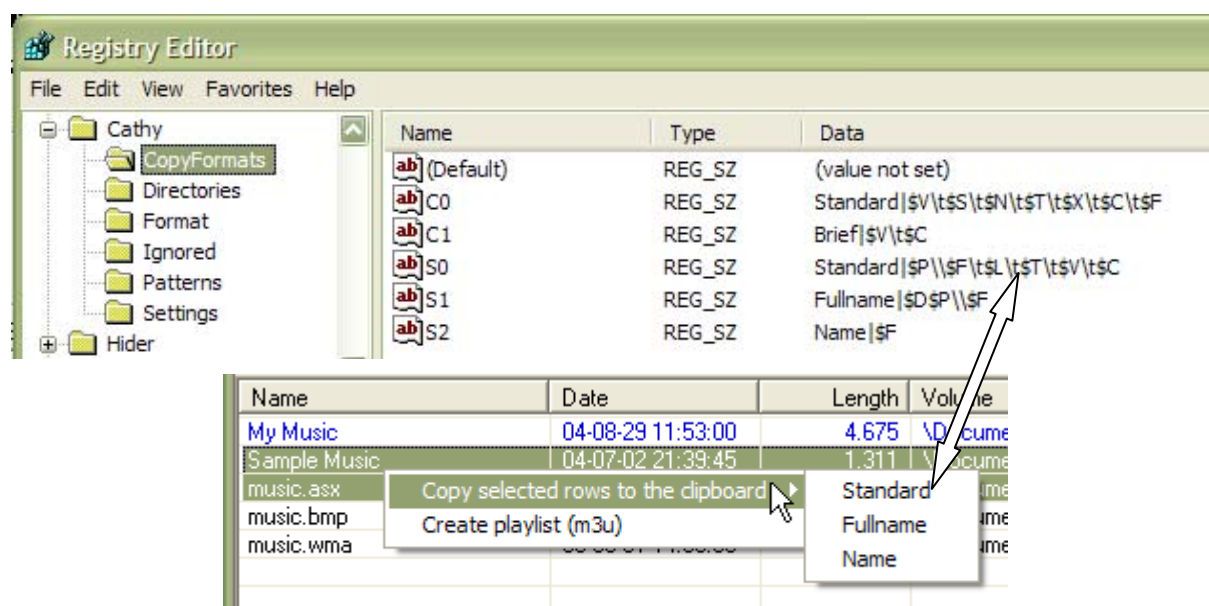 Registry Editor
File Edit View Favorites Help
Cathy
CopyFormats
Directories
Format
Ignored
Patterns
Settings
Hider
Name Type Data
(Default) REG_SZ (value not set)
C0 REG_SZ Standard|$V\t$S\t$N\t$T\t$X\t$C\t$F
C1 REG_SZ Brief|$V\t$C
S0 REG_SZ Standard|$P\\$F\t$L\t$T\t$V\t$C
S1 REG_SZ Fullname|$D$P\\$F
S2 REG_SZ Name|$F
Name Date Length Volume
My Music 04-08-29 11:53:00 4.675
Sample Music 04-07-02 21:39:45 1.311
music.asx
music.bmp
music.wma
Copy selected rows to the clipboard
Create playlist (m3u)
Standard
Fullname
Name